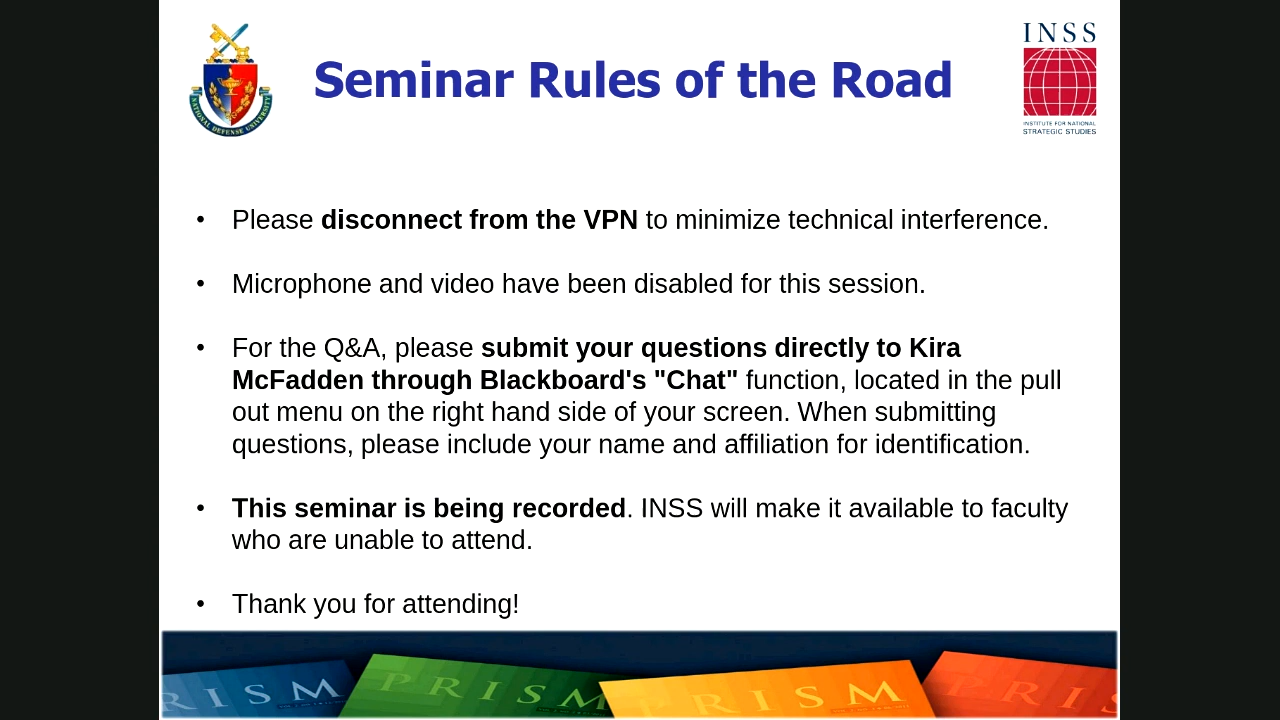 INSS
Seminar Rules of the Road
NATIONAL DEFENSE UNIVERSITY
INSTITUTE FOR NATIONAL
STRATEGIC STUDIES
• Please disconnect from the VPN to minimize technical interference.
• Microphone and video have been disabled for this session.
• For the Q&A, please submit your questions directly to Kira
McFadden through Blackboard's "Chat" function, located in the pull
out menu on the right hand side of your screen. When submitting
questions, please include your name and affiliation for identification.
• This seminar is being recorded. INSS will make it available to faculty
who are unable to attend.
• Thank you for attending!
RISM
PRISM
PRISM
PRIS